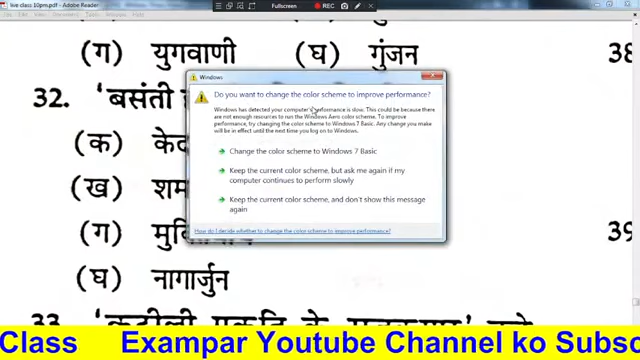 live class 10pm.pdf - Adobe Reader
Fullscreen
REC
(ग) युगवाणी (घ) गुंजन
38
32. 'बसंती
Windows
Do you want to change the color scheme to improve performance?
Windows has detected your computer's performance is slow. This could be because there
are not enough resources to run the Windows Aero color scheme. To improve
performance, try changing the color scheme to Windows 7 Basic. Any change you make
will be in effect until the next time you log on to Windows.
Change the color scheme to Windows 7 Basic
Keep the current color scheme, but ask me again if my
computer continues to perform slowly
Keep the current color scheme, and don't show this message
again
How do I decide whether to change the color scheme to improve performance?
(क)
(ख)
(ग)
39
(घ) नागार्जुन
33.
Class Exampar Youtube Channel ko Subsc